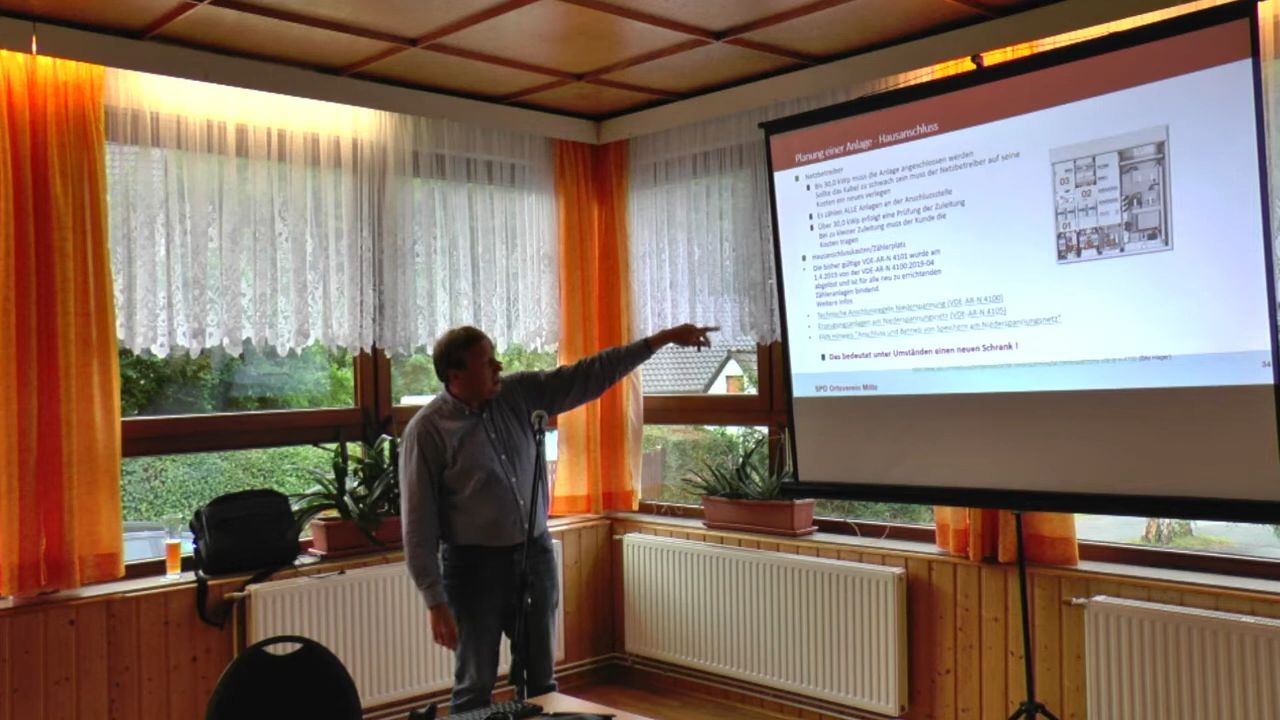 Planung einer Anlage - Hausanschluss
Netzbetreiber
Bis 30,0 kWp muss die Anlage angeschlossen werden
Sollte das Kabel zu schwach sein muss der Netzbetreiber auf seine
Kosten ein neues verlegen
Es zählen ALLE Anlagen an der Anschlussstelle
Über 30,0 kWp erfolgt eine Prüfung der Zuleitung
Bei zu kleiner Zuleitung muss der Kunde die
Kosten tragen
Hausanschlusskasten/Zählerplatz
Die bisher gültige VDE-AR-N 4101 wurde am
1.4.2019 von der VDE-AR-N 4100:2019-04
abgelöst und ist für alle neu zu errichtenden
Zähleranlagen bindend.
Weitere Infos
Technische Anschlussregeln Niederspannung (VDE-AR-N 4100)
Erzeugungsanlagen am Niederspannungsnetz (VDE-AR-N 4105)
FNN Hinweis "Anschluss und Betrieb von Speichern am Niederspannungsnetz"
Das bedeutet unter Umständen einen neuen Schrank !
03
02
01
(Bild Hager)
SPD Ortsverein Milte
34